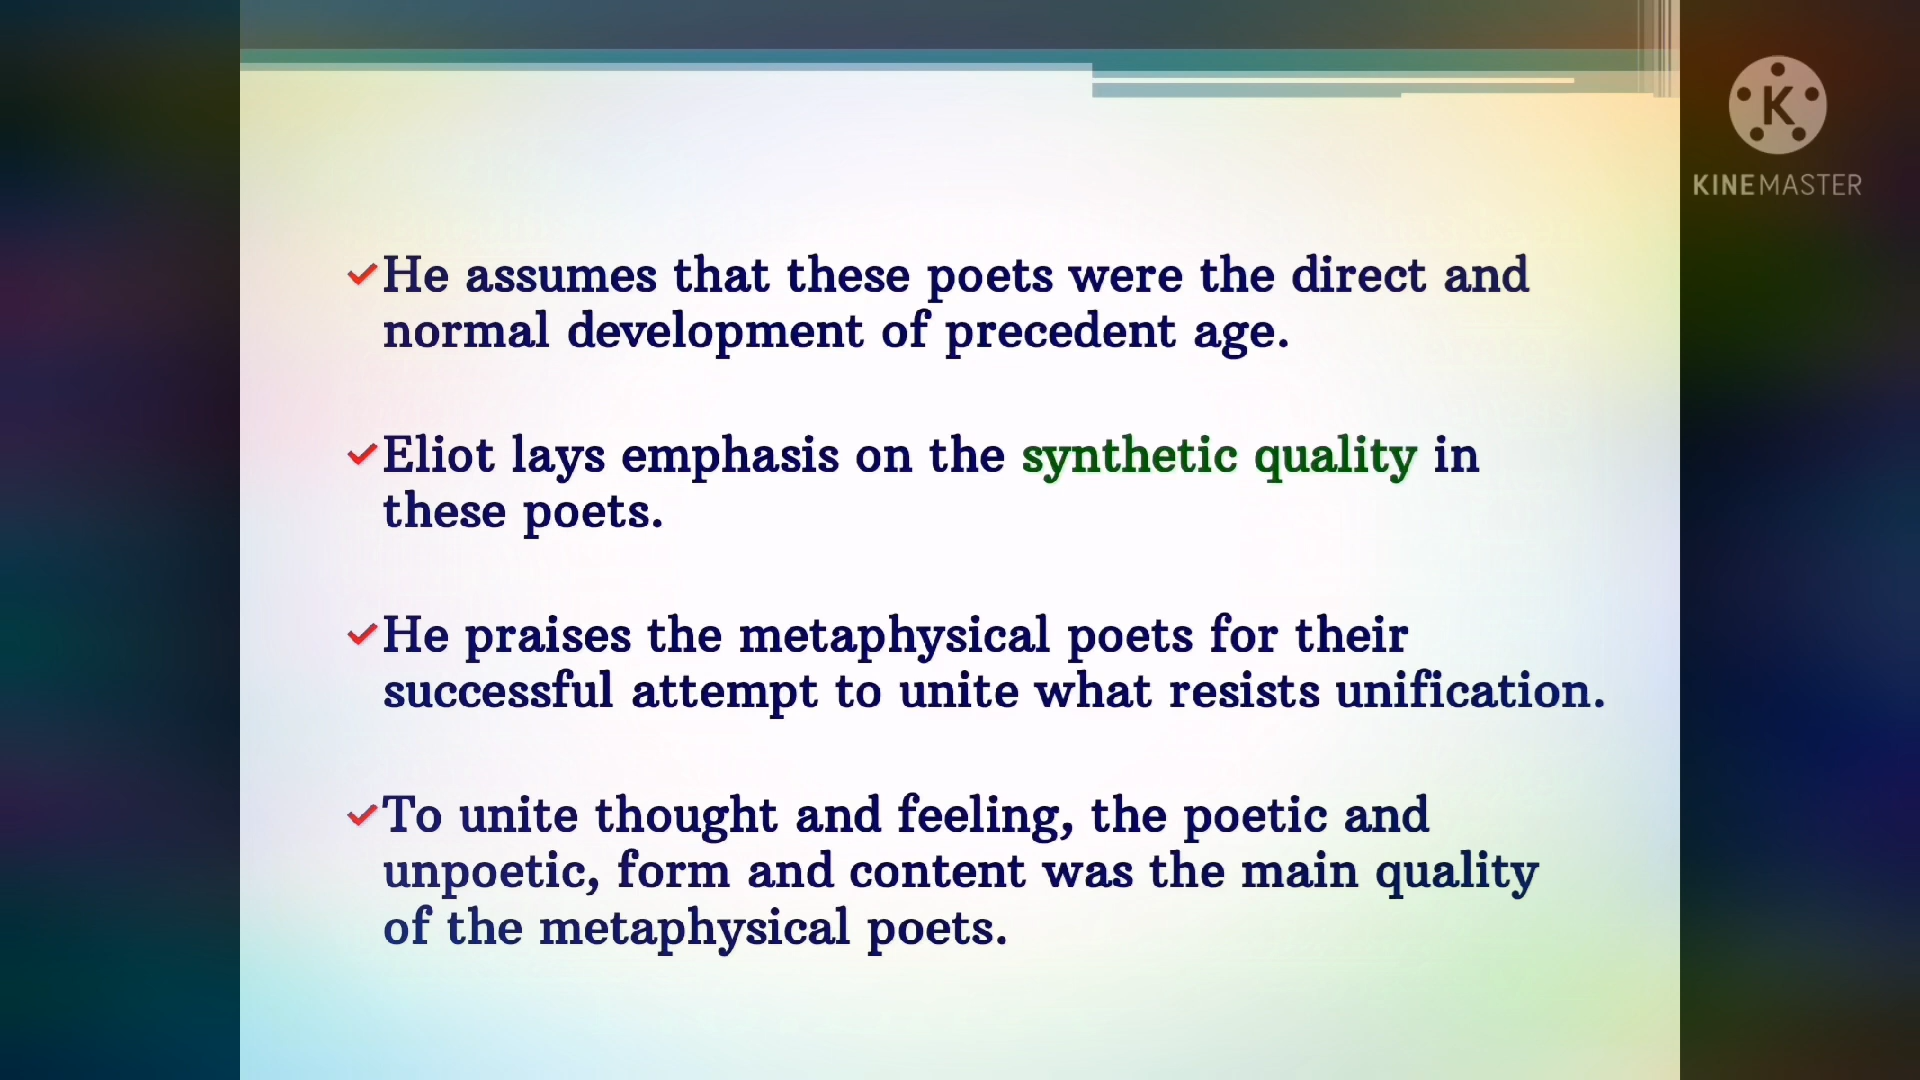 K
KINEMASTER
He assumes that these poets were the direct and
normal development of precedent age.
Eliot lays emphasis on the synthetic quality in
these poets.
He praises the metaphysical poets for their
successful attempt to unite what resists unification.
To unite thought and feeling, the poetic and
unpoetic, form and content was the main quality
of the metaphysical poets.